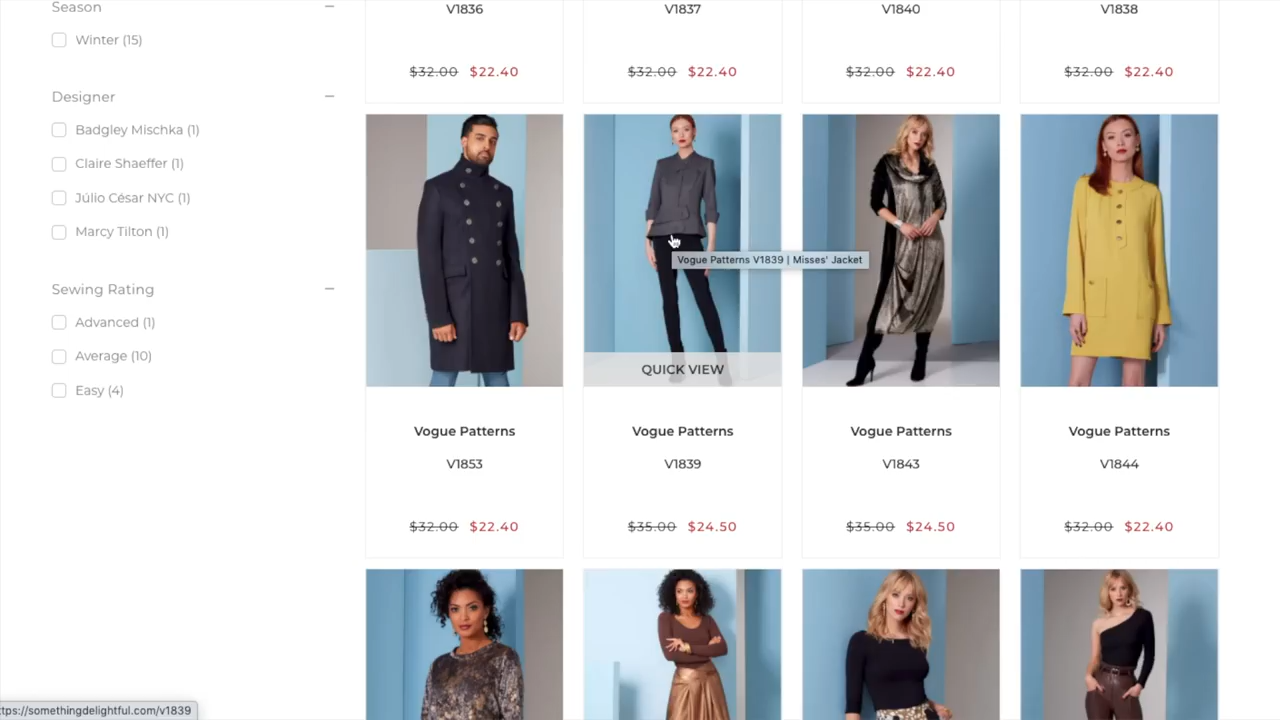 Season
Winter (15)
Designer
Badgley Mischka (1)
Claire Shaeffer (1)
Júlio César NYC (1)
Marcy Tilton (1)
Sewing Rating
Advanced (1)
Average (10)
Easy (4)
V1836 V1837 V1840 V1838
$32.00 $22.40 $32.00 $22.40 $32.00 $22.40 $32.00 $22.40
Vogue Patterns V1839 | Misses' Jacket
QUICK VIEW
Vogue Patterns Vogue Patterns Vogue Patterns Vogue Patterns
V1853 V1839 V1843 V1844
$32.00 $22.40 $35.00 $24.50 $35.00 $24.50 $32.00 $22.40
ttps://somethingdelightful.com/v1839